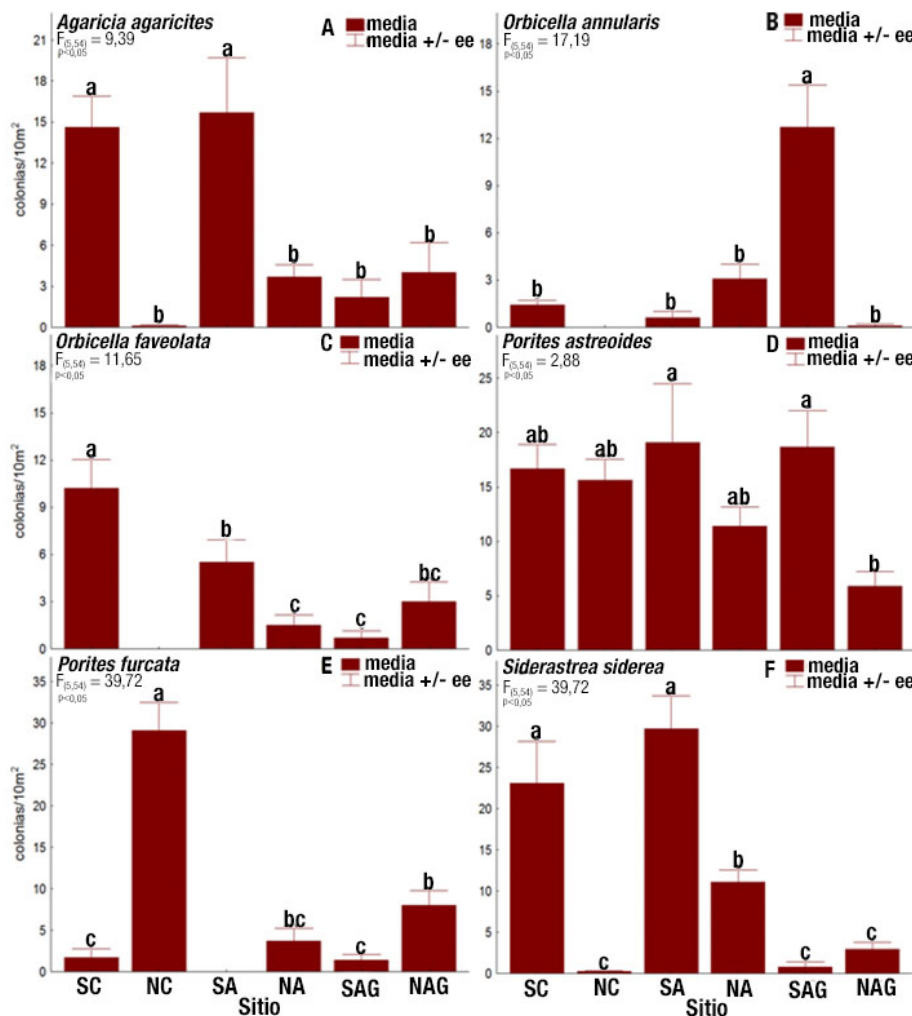 Agaricia agaricites A media
F(5,54) = 9,39 media +/- ee
p<0,05
21
18
15
12
9
6
3
0
colonias/10m²
a
b
a
b
b
b
Orbicella annularis B media
F(5,54) = 17,19 media +/- ee
p<0,05
18
15
12
9
6
3
0
b
b
b
a
b
Orbicella faveolata C media
F(5,54) = 11,65 media +/- ee
p<0,05
18
15
12
9
6
3
0
colonias/10m²
a
b
c
c
bc
Porites astreoides D media
F(5,54) = 2,88 media +/- ee
p<0,05
25
20
15
10
5
0
ab
ab
a
ab
a
b
Porites furcata E media
F(5,54) = 39,72 media +/- ee
p<0,05
35
30
25
20
15
10
5
0
colonias/10m²
c
a
bc
c
b
SC NC SA NA SAG NAG
Sitio
Siderastrea siderea F media
F(5,54) = 39,72 media +/- ee
p<0,05
35
30
25
20
15
10
5
0
a
c
a
b
c
c
SC NC SA NA SAG NAG
Sitio